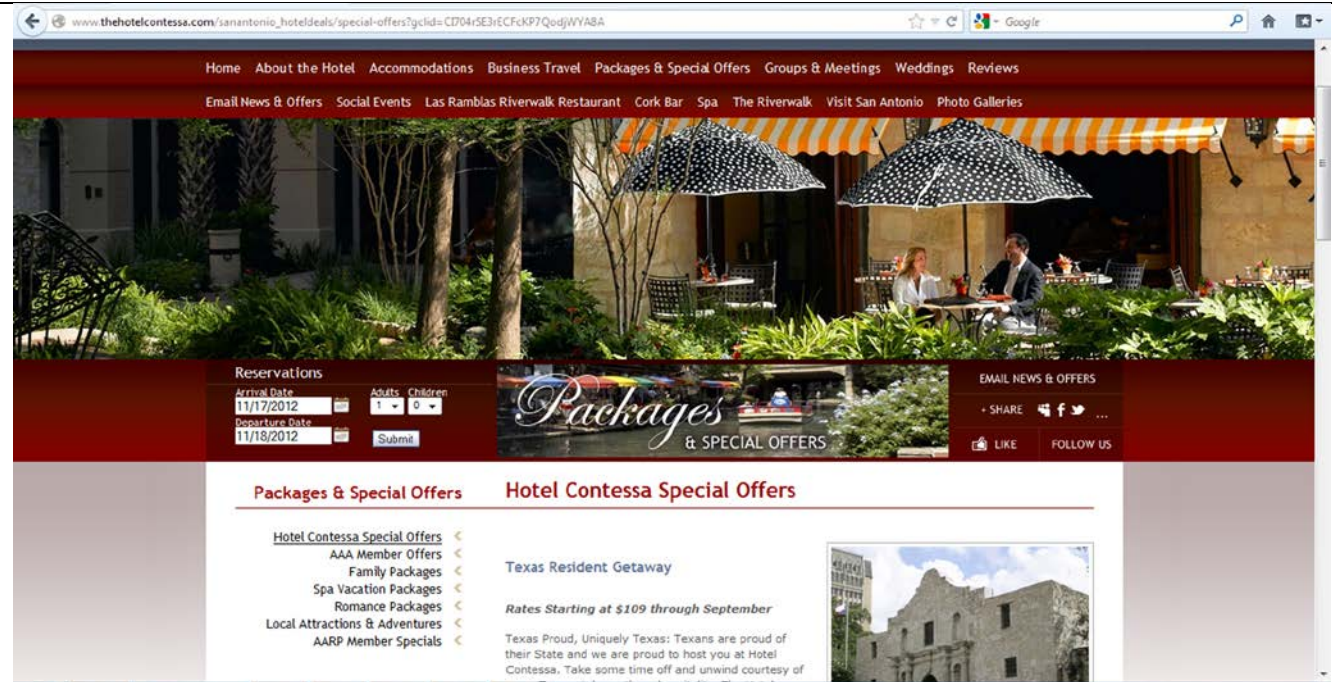 www.thehotelcontessa.com/sanantonio_hoteldeals/special-offers?gclid=CI704r5E3rECFcKP7QodjWYA8A
Google
Home About the Hotel Accommodations Business Travel Packages & Special Offers Groups & Meetings Weddings Reviews
Email News & Offers Social Events Las Ramblas Riverwalk Restaurant Cork Bar Spa The Riverwalk Visit San Antonio Photo Galleries
Reservations
Arrival Date Adults Children
11/17/2012 1 0
Departure Date
11/18/2012 Submit
Packages
& SPECIAL OFFERS
EMAIL NEWS & OFFERS
+ SHARE ...
LIKE FOLLOW US
Packages & Special Offers
Hotel Contessa Special Offers
AAA Member Offers
Family Packages
Spa Vacation Packages
Romance Packages
Local Attractions & Adventures
AARP Member Specials
Hotel Contessa Special Offers
Texas Resident Getaway
Rates Starting at $109 through September
Texas Proud, Uniquely Texas: Texans are proud of
their State and we are proud to host you at Hotel
Contessa. Take some time off and unwind courtesy of